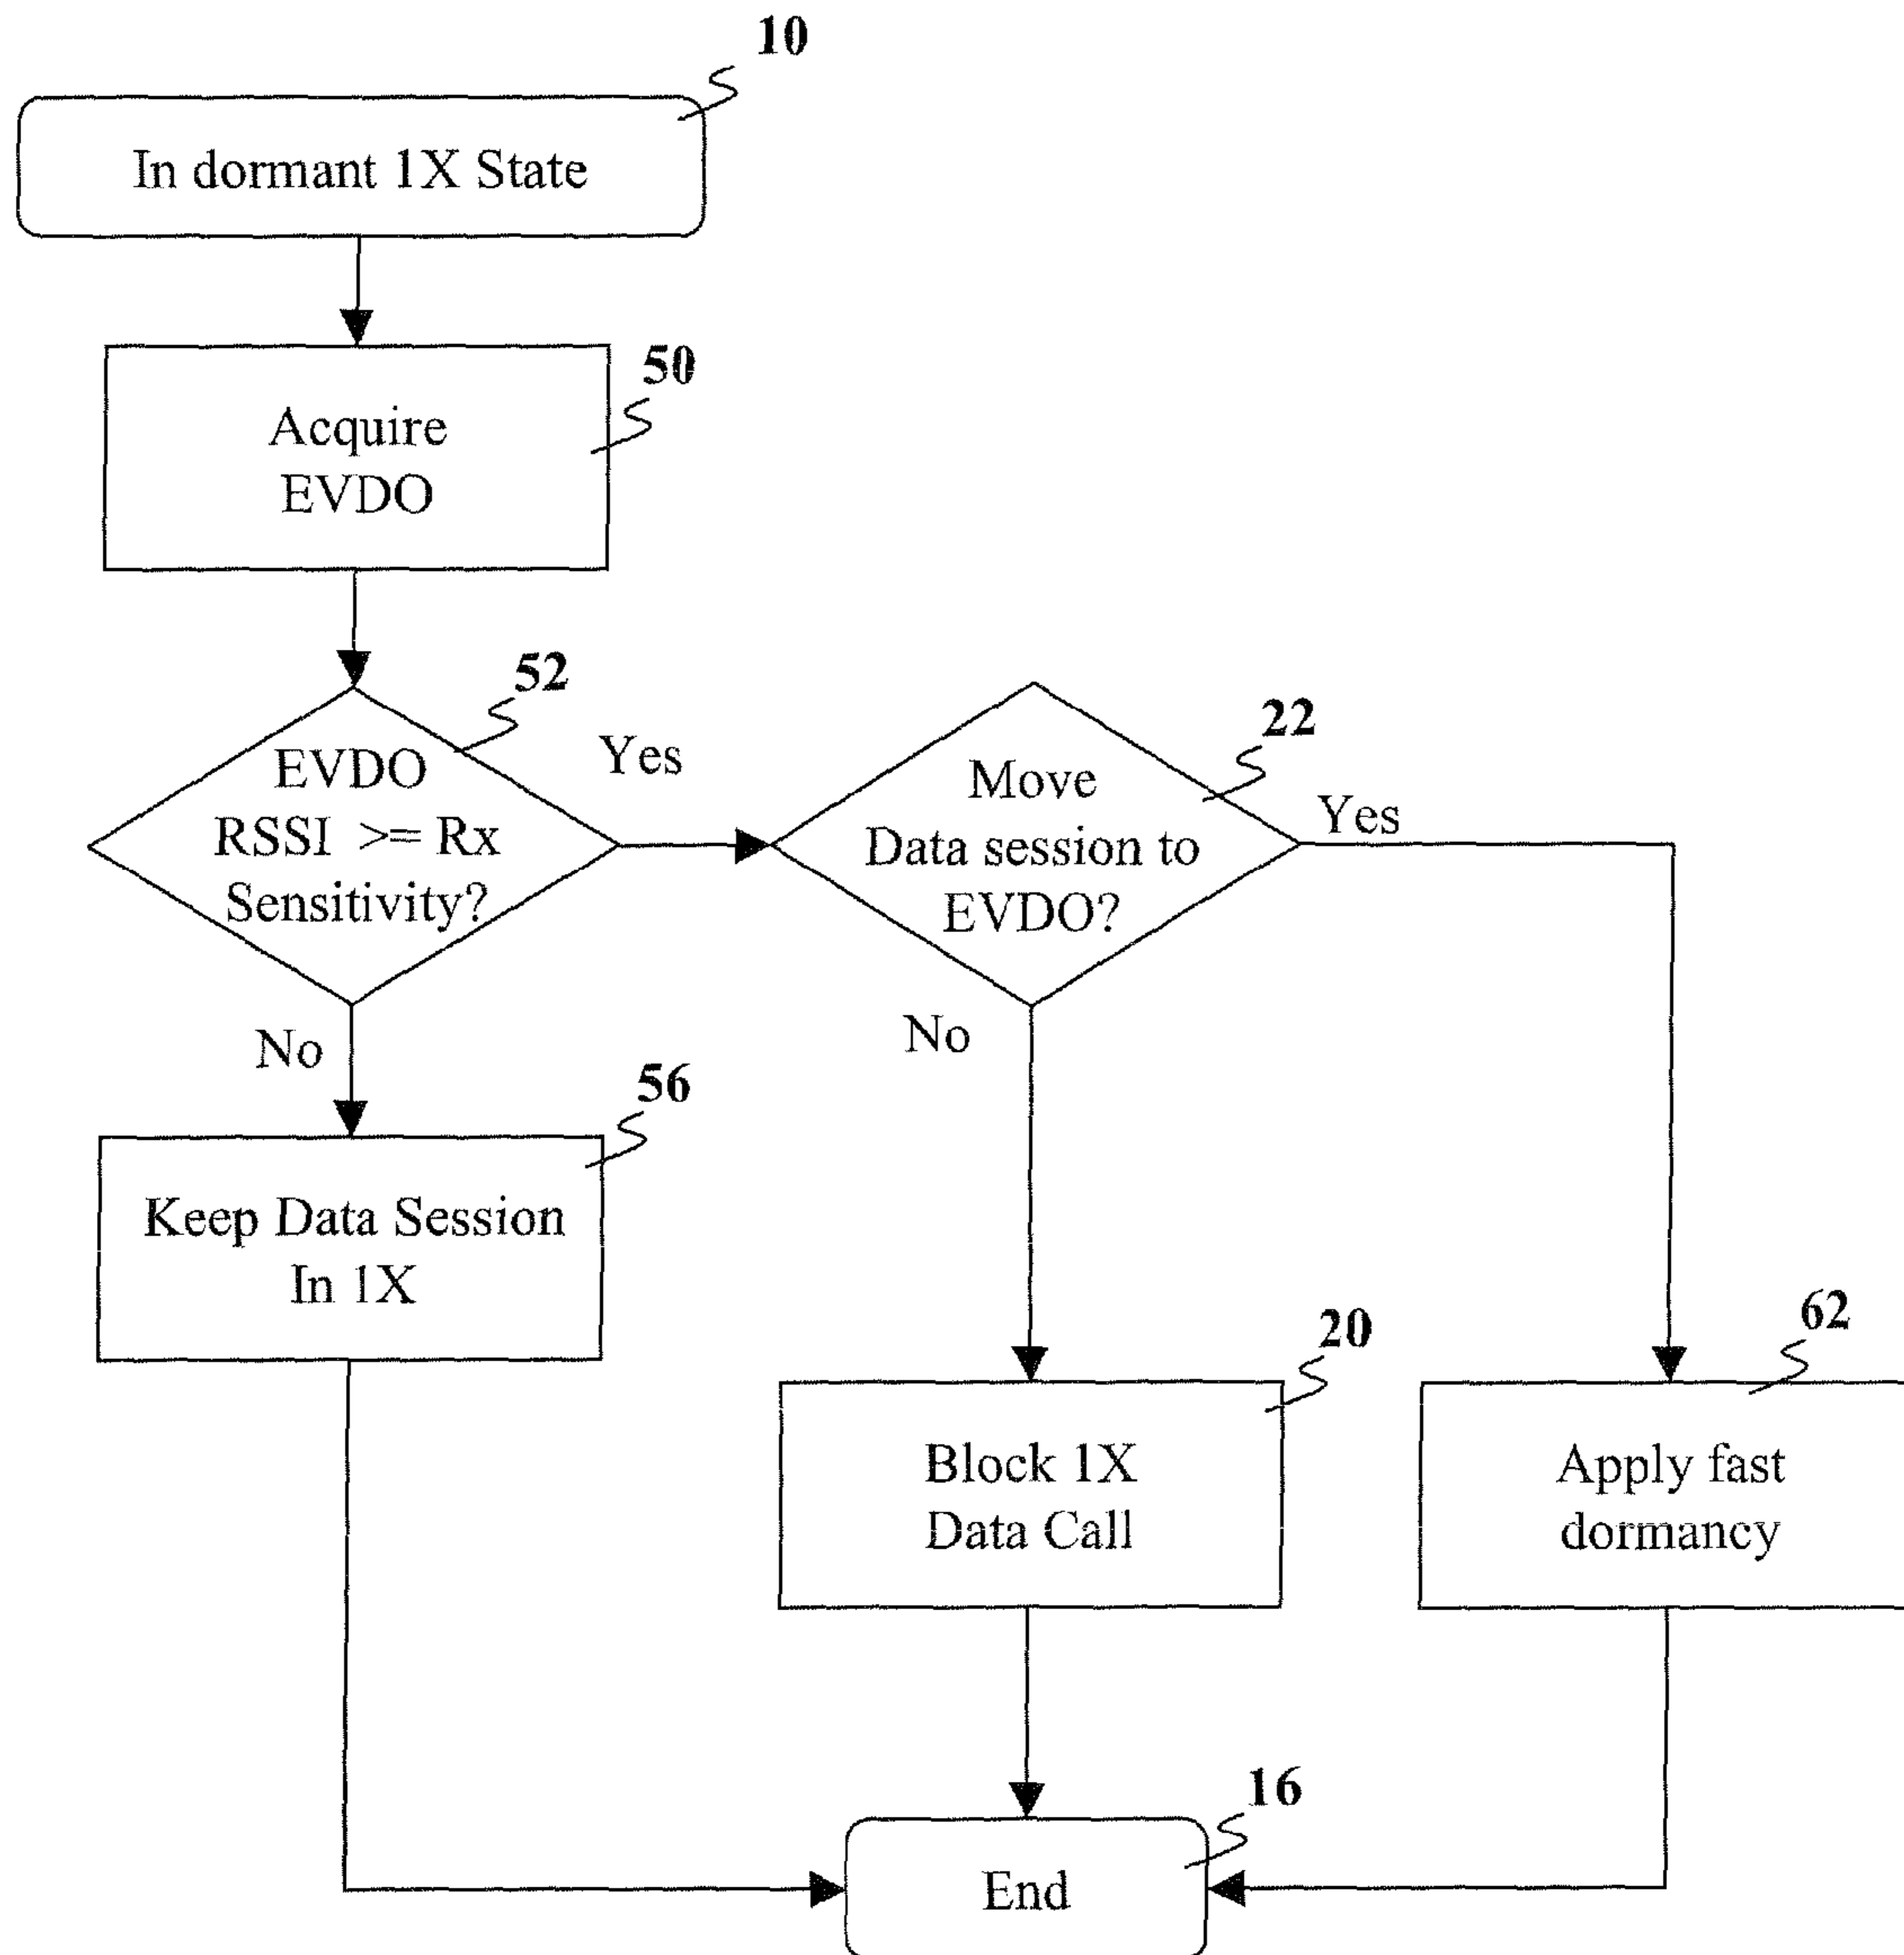 10
In dormant 1X State
50
Acquire
EVDO
52
EVDO
RSSI >= Rx
Sensitivity?
Yes
22
Move
Data session to
EVDO?
Yes
No
56
Keep Data Session
In 1X
No
20
Block 1X
Data Call
62
Apply fast
dormancy
16
End